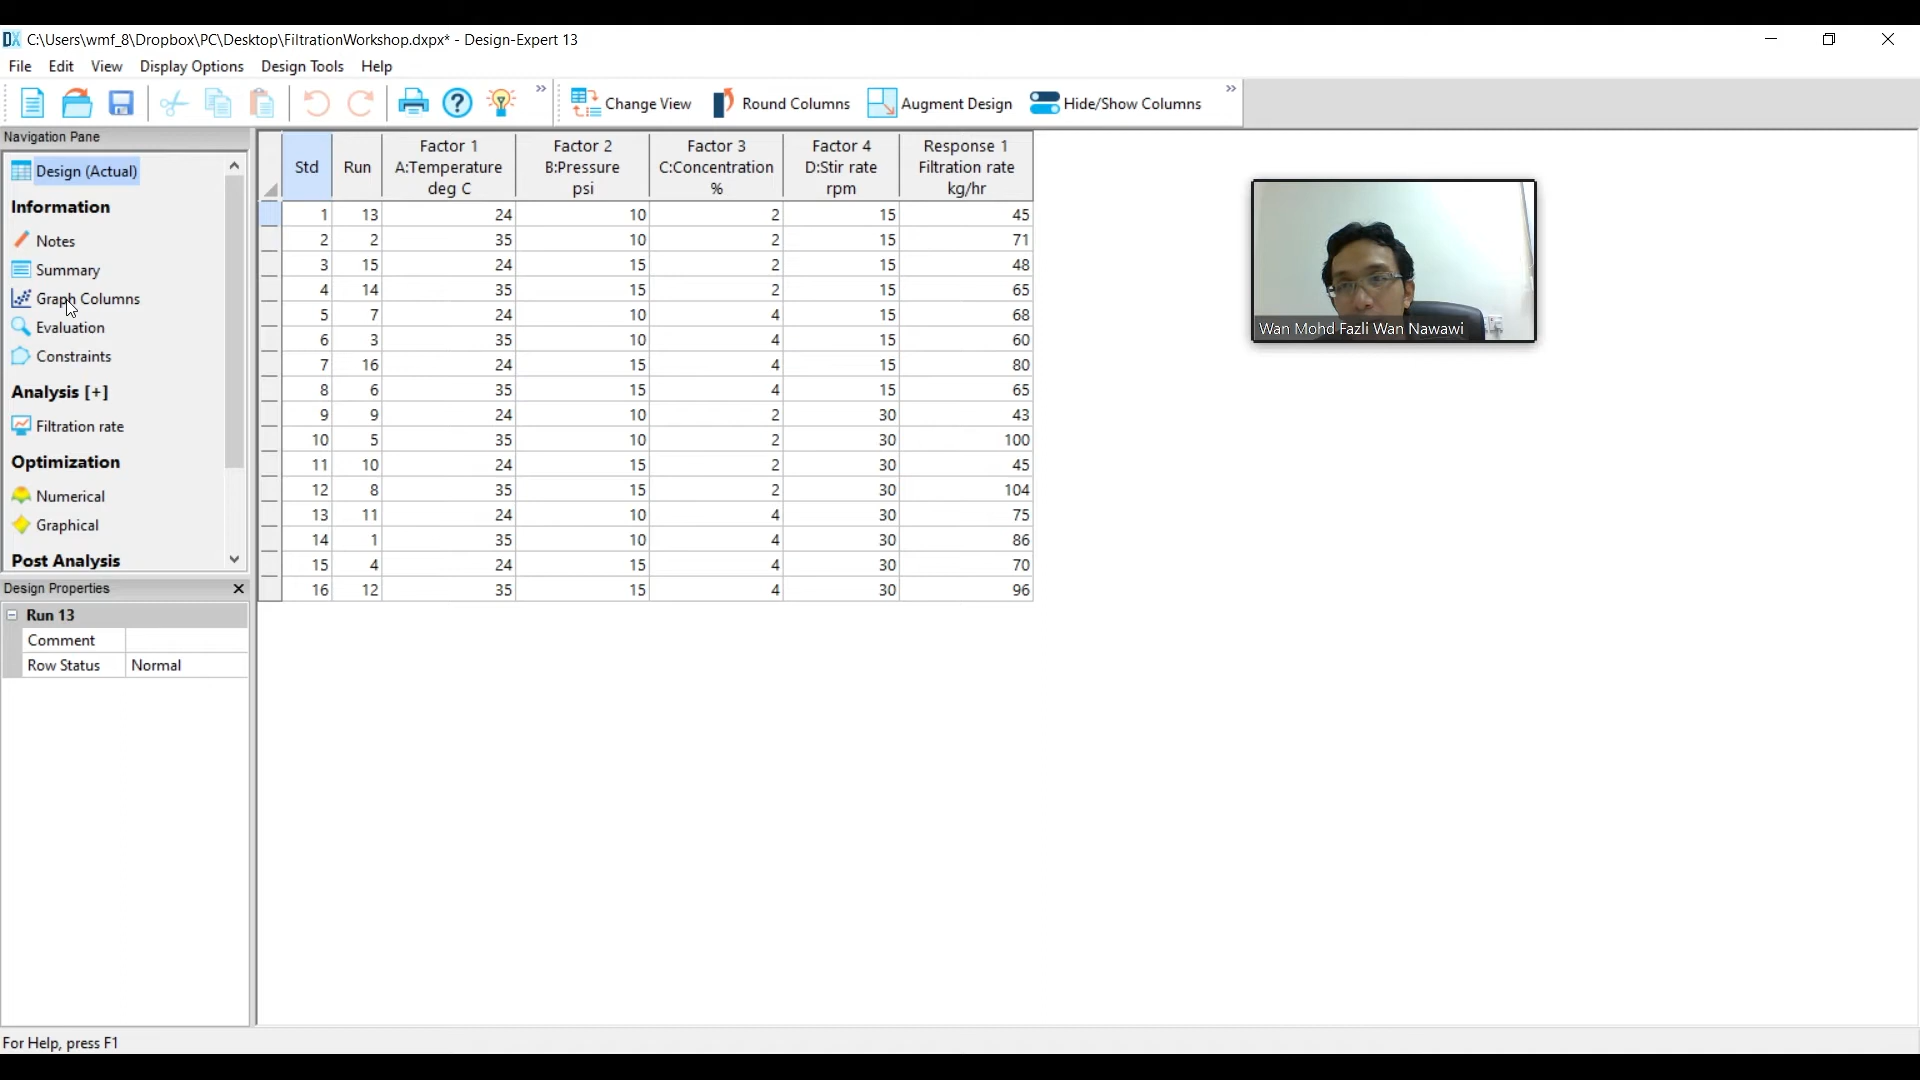 DX C:\Users\wmf_8\Dropbox\PC\Desktop\FiltrationWorkshop.dxpx* - Design-Expert 13
File Edit View Display Options Design Tools Help
» Change View Round Columns Augment Design Hide/Show Columns »
Navigation Pane
Design (Actual)
Information
Notes
Summary
Graph Columns
Evaluation
Constraints
Analysis [+]
Filtration rate
Optimization
Numerical
Graphical
Post Analysis
Design Properties
Run 13
Comment
Row Status Normal
Std Run Factor 1 A:Temperature deg C Factor 2 B:Pressure psi Factor 3 C:Concentration % Factor 4 D:Stir rate rpm Response 1 Filtration rate kg/hr
1 13 24 10 2 15 45
2 2 35 10 2 15 71
3 15 24 15 2 15 48
4 14 35 15 2 15 65
5 7 24 10 4 15 68
6 3 35 10 4 15 60
7 16 24 15 4 15 80
8 6 35 15 4 15 65
9 9 24 10 2 30 43
10 5 35 10 2 30 100
11 10 24 15 2 30 45
12 8 35 15 2 30 104
13 11 24 10 4 30 75
14 1 35 10 4 30 86
15 4 24 15 4 30 70
16 12 35 15 4 30 96
Wan Mohd Fazli Wan Nawawi
For Help, press F1